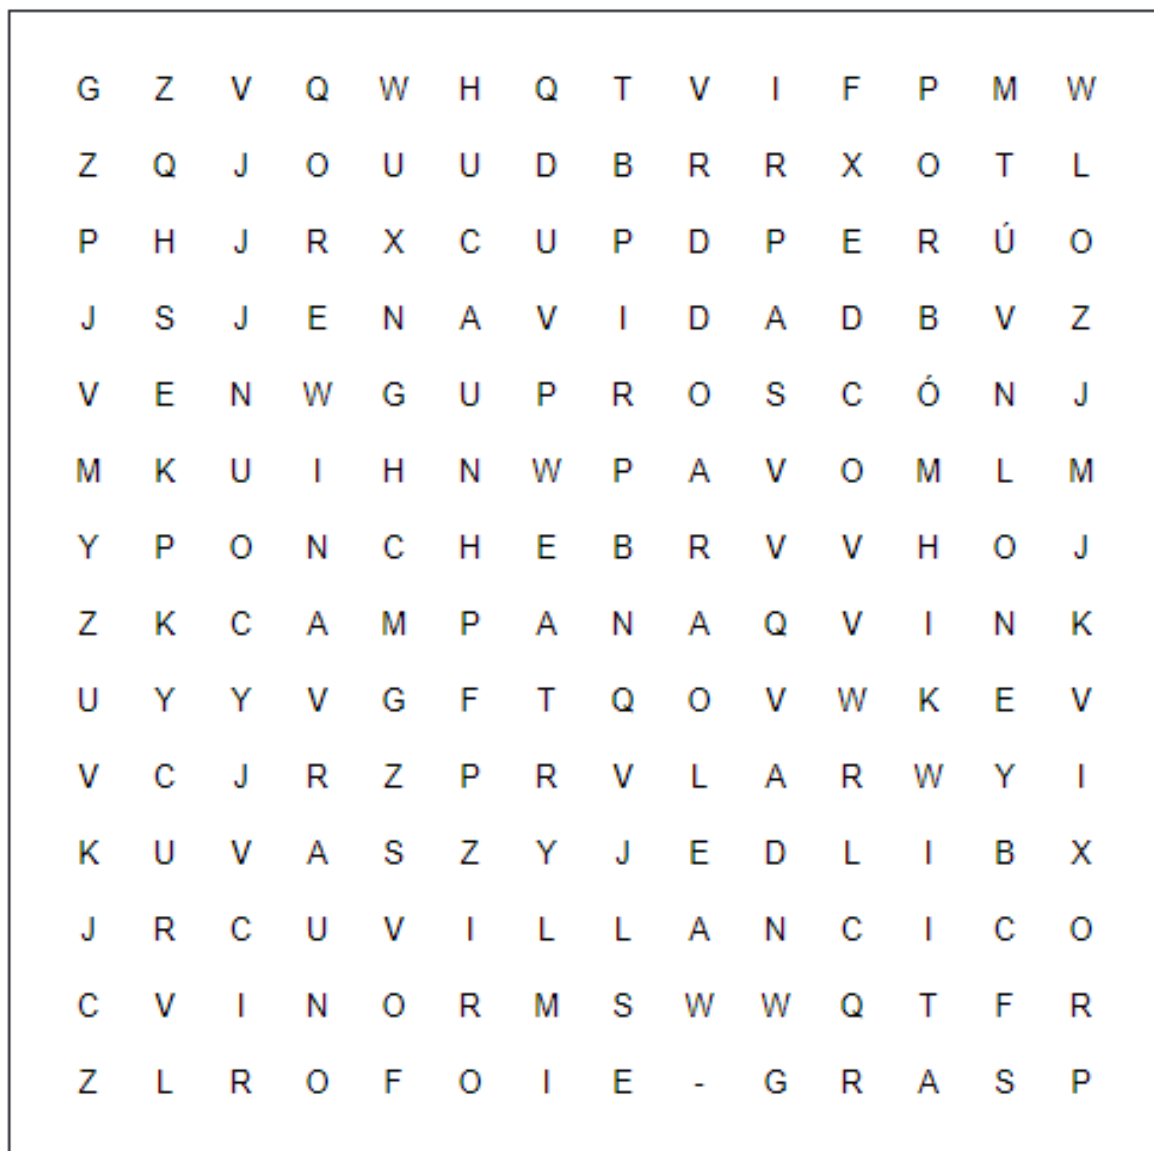 G Z V Q W H Q T V I F P M W
Z Q J O U U D B R R X O T L
P H J R X C U P D P E R Ú O
J S J E N A V I D A D B V Z
V E N W G U P R O S C Ó N J
M K U I H N W P A V O M L M
Y P O N C H E B R V V H O J
Z K C A M P A N A Q V I N K
U Y Y V G F T Q O V W K E V
V C J R Z P R V L A R W Y I
K U V A S Z Y J E D L I B X
J R C U V I L L A N C I C O
C V I N O R M S W W Q T F R
Z L R O F O I E - G R A S P